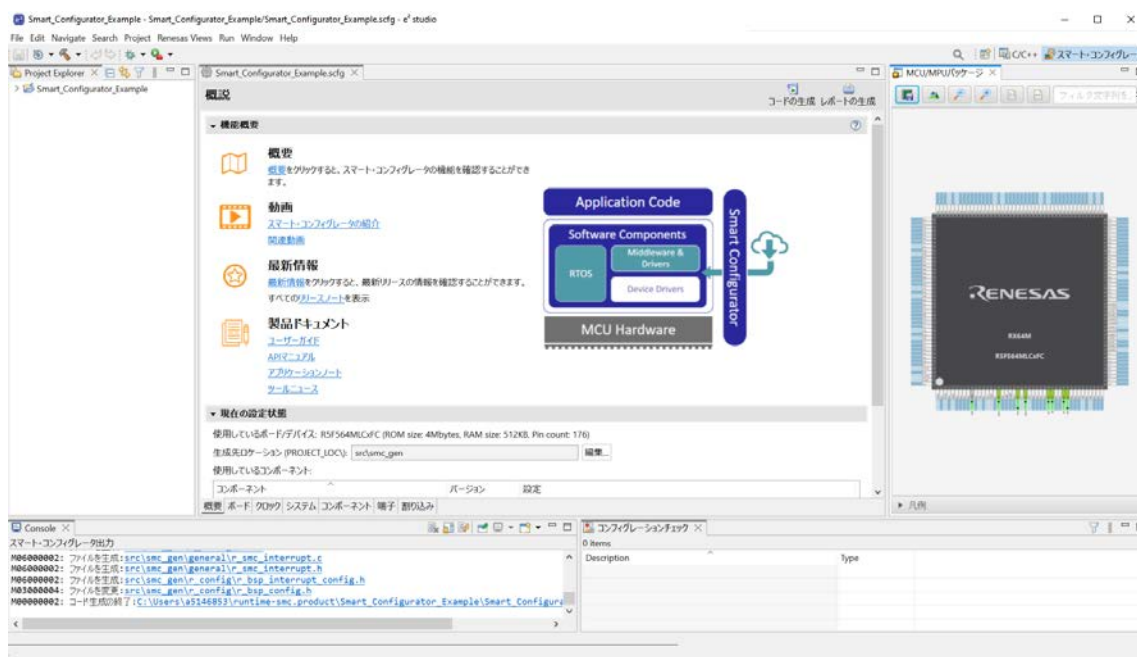 Smart_Configurator_Example - Smart_Configurator_Example/Smart_Configurator_Example.scfg - e² studio
File Edit Navigate Search Project Renesas Views Run Window Help
C/C++ スマート・コンフィグレー
Project Explorer
Smart_Configurator_Example
Smart_Configurator_Example.scfg
概説
コードの生成 レポートの生成
機能概要
概要
概要をクリックすると、スマート・コンフィグレータの機能を確認することができ
ます。
動画
スマート・コンフィグレータの紹介
関連動画
最新情報
最新情報をクリックすると、最新リリースの情報を確認することができます。
すべてのリリースノートを表示
製品ドキュメント
ユーザーガイド
APIマニュアル
アプリケーションノート
ツールニュース
Application Code
Software Components
RTOS
Middleware &
Drivers
Device Drivers
MCU Hardware
Smart Configurator
現在の設定状態
使用しているボード/デバイス: R5F564MLCxFC (ROM size: 4Mbytes, RAM size: 512KB, Pin count: 176)
生成先ロケーション (PROJECT_LOC\): src\smc_gen 編集...
使用しているコンポーネント:
コンポーネント バージョン 設定
概要 ボード クロック システム コンポーネント 端子 割り込み
MCU/MPUパッケージ
フィルタ文字列を
RENESAS
RX64M
R5F564MLCxFC
凡例
Console
スマート・コンフィグレータ出力
M06000002: ファイルを生成:src\smc_gen\general\r_smc_interrupt.c
M06000002: ファイルを生成:src\smc_gen\general\r_smc_interrupt.h
M06000002: ファイルを生成:src\smc_gen\r_config\r_bsp_interrupt_config.h
M03000004: ファイルを変更:src\smc_gen\r_config\r_bsp_config.h
M00000002: コード生成の終了:C:\Users\a5146853\runtime-smc.product\Smart_Configurator_Example\Smart_Configura
コンフィグレーションチェック
0 items
Description Type